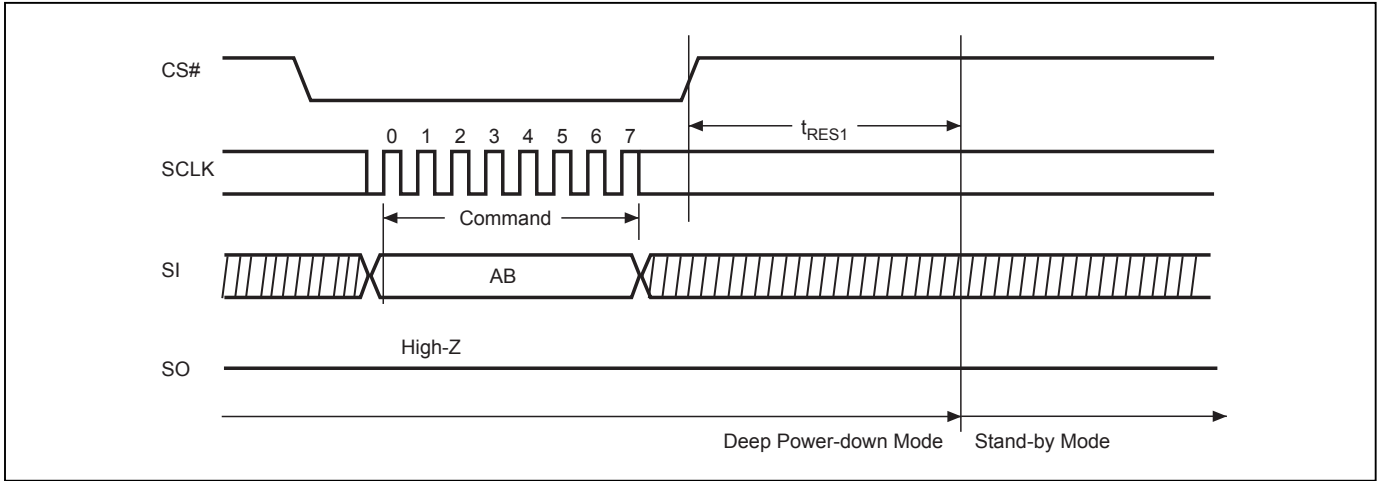 CS#
tRES1
0 1 2 3 4 5 6 7
SCLK
Command
SI
AB
High-Z
SO
Deep Power-down Mode
Stand-by Mode